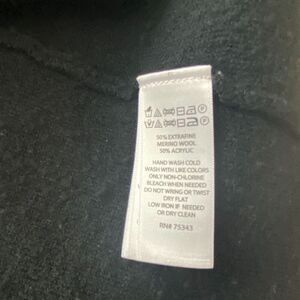 50% EXTRAFINE
MERINO WOOL
50% ACRYLIC
HAND WASH COLD
WASH WITH LIKE COLORS
ONLY NON-CHLORINE
BLEACH WHEN NEEDED
DO NOT WRING OR TWIST
DRY FLAT
LOW IRON IF NEEDED
OR DRY CLEAN
RN# 75343